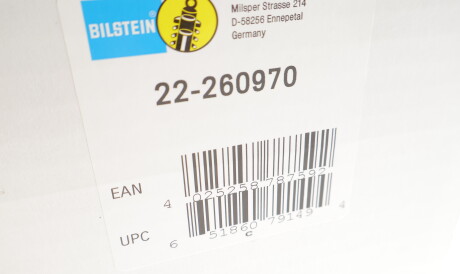 BILSTEIN
Milsper Strasse 214
D-58256 Ennepetal
Germany
22-260970
EAN
4 025258 787592
UPC
6 51860 79149 4
C